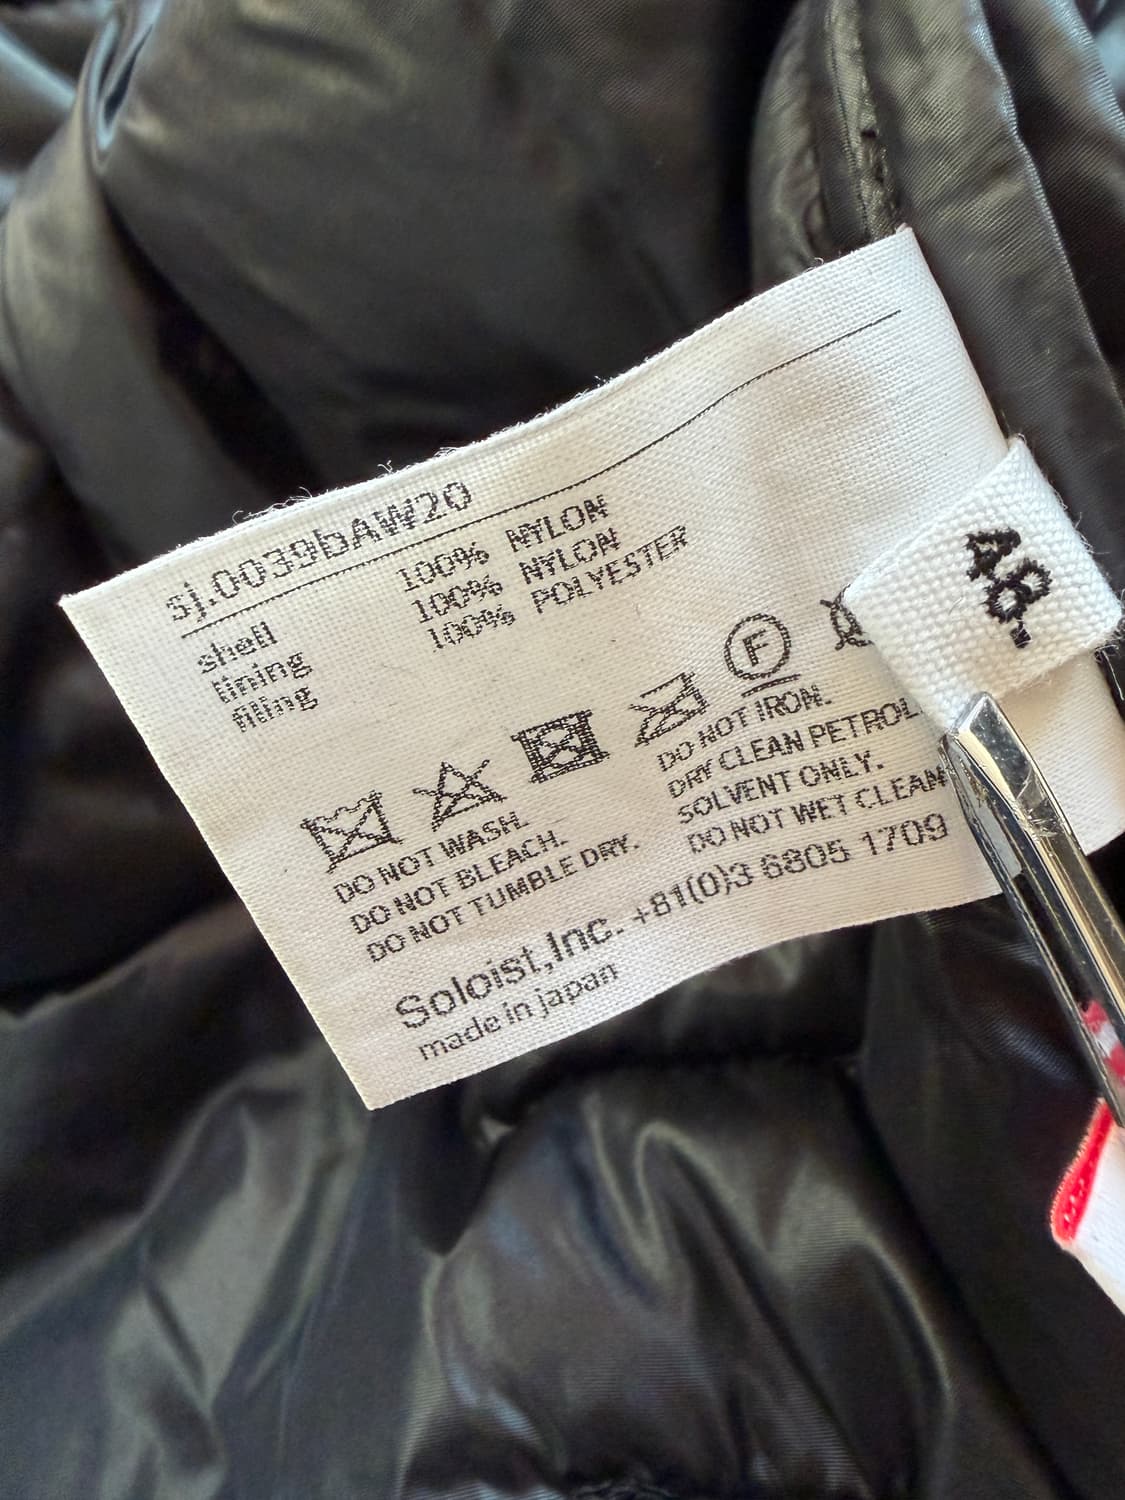 sj.0039bAW20
shell 100% NYLON
lining 100% NYLON
filling 100% POLYESTER
F
DO NOT WASH.
DO NOT BLEACH.
DO NOT TUMBLE DRY.
DO NOT IRON.
DRY CLEAN PETROL
SOLVENT ONLY.
DO NOT WET CLEAN
Soloist,Inc. +81(0)3 6805 1709
made in japan